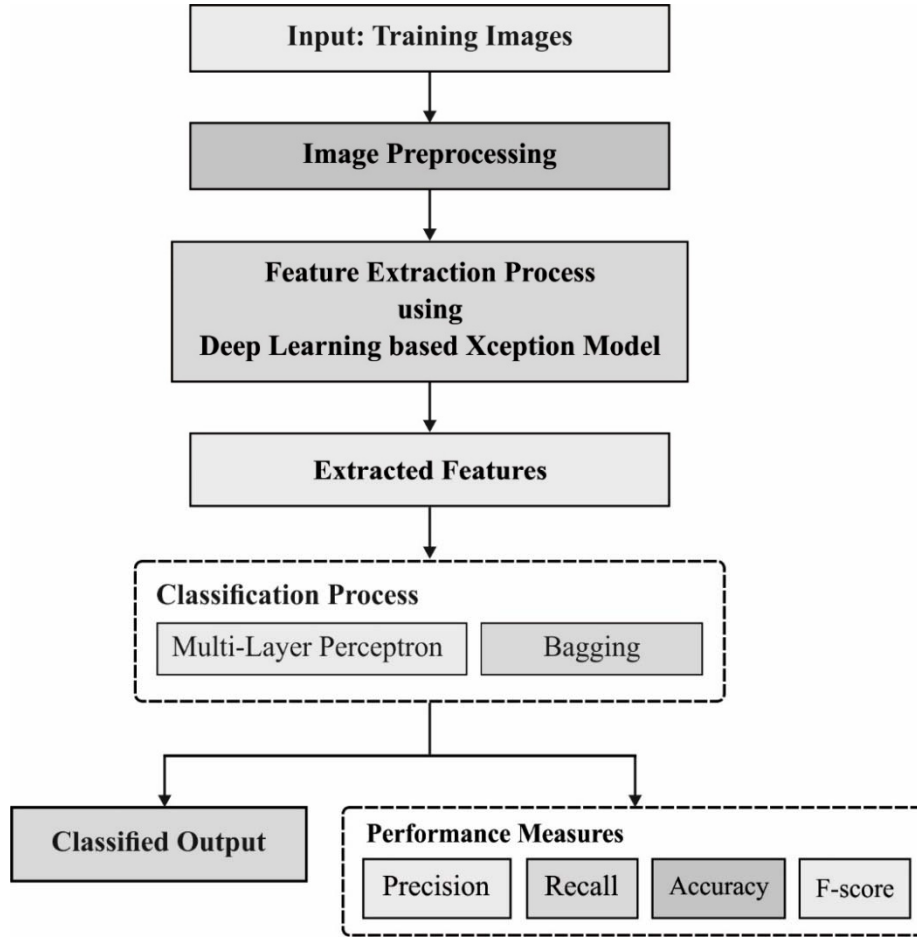 Input: Training Images
Image Preprocessing
Feature Extraction Process
using
Deep Learning based Xception Model
Extracted Features
Classification Process
Multi-Layer Perceptron
Bagging
Classified Output
Performance Measures
Precision
Recall
Accuracy
F-score